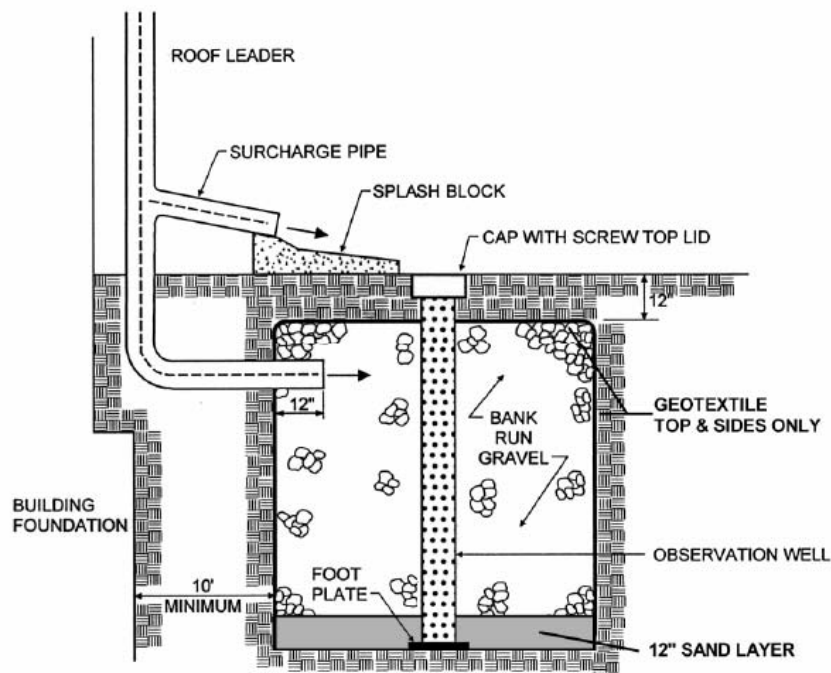 ROOF LEADER
SURCHARGE PIPE
SPLASH BLOCK
CAP WITH SCREW TOP LID
12"
12"
GEOTEXTILE
TOP & SIDES ONLY
BANK
RUN
GRAVEL
BUILDING
FOUNDATION
OBSERVATION WELL
FOOT
PLATE
10'
MINIMUM
12" SAND LAYER